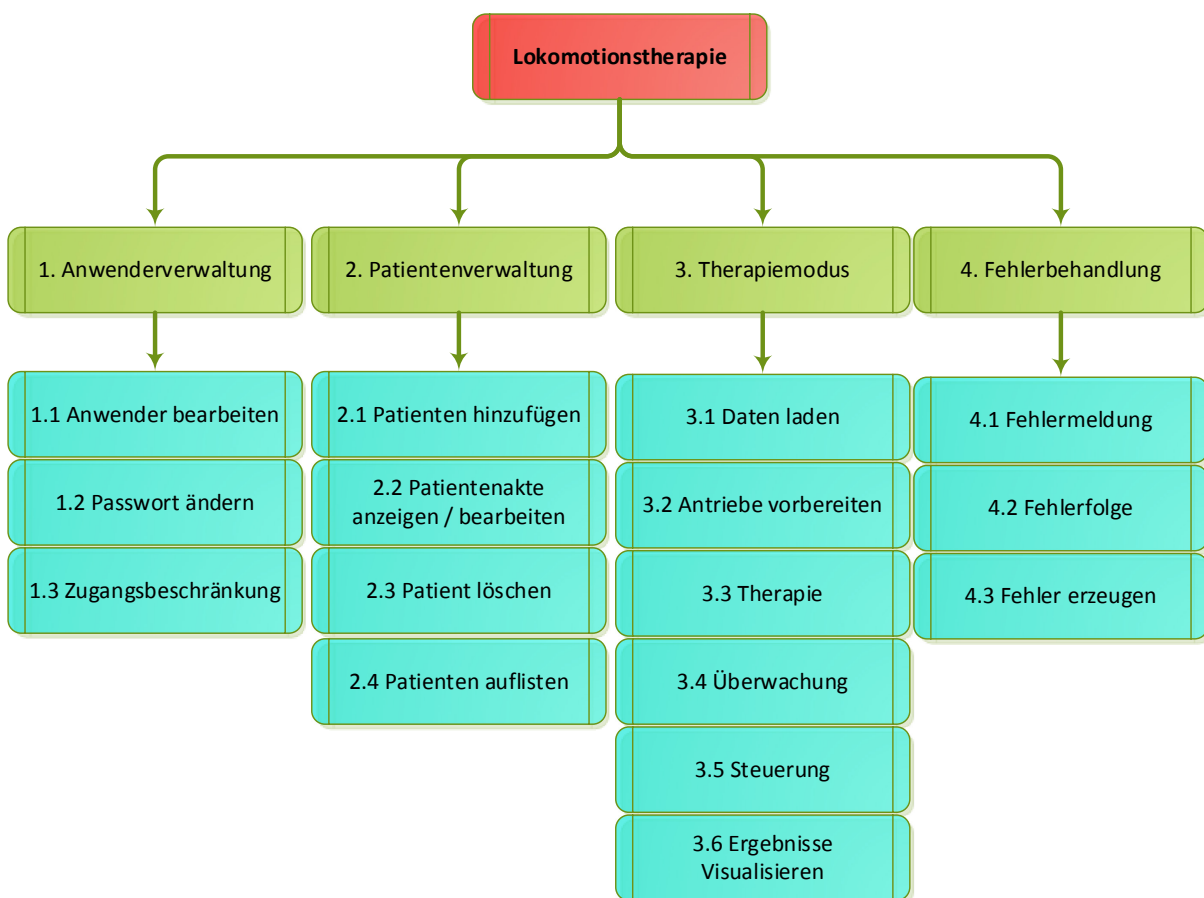 Lokomotionstherapie
1. Anwenderverwaltung
2. Patientenverwaltung
3. Therapiemodus
4. Fehlerbehandlung
1.1 Anwender bearbeiten
1.2 Passwort ändern
1.3 Zugangsbeschränkung
2.1 Patienten hinzufügen
2.2 Patientenakte
anzeigen / bearbeiten
2.3 Patient löschen
2.4 Patienten auflisten
3.1 Daten laden
3.2 Antriebe vorbereiten
3.3 Therapie
3.4 Überwachung
3.5 Steuerung
3.6 Ergebnisse
Visualisieren
4.1 Fehlermeldung
4.2 Fehlerfolge
4.3 Fehler erzeugen